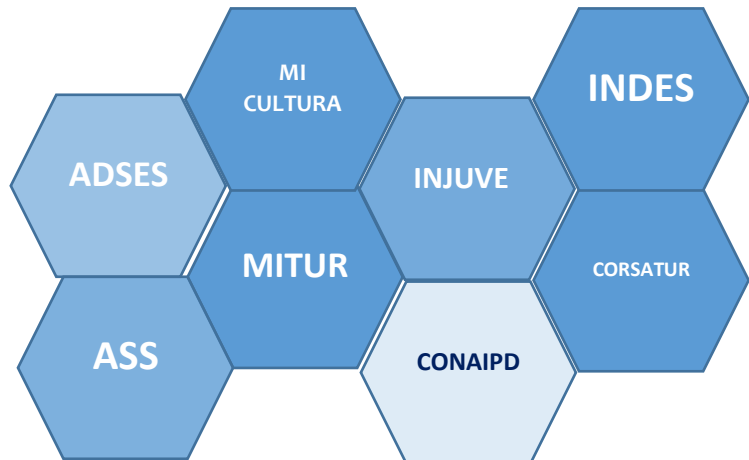 MI
CULTURA
INDES
ADSES
INJUVE
MITUR
CORSATUR
ASS
CONAIPD